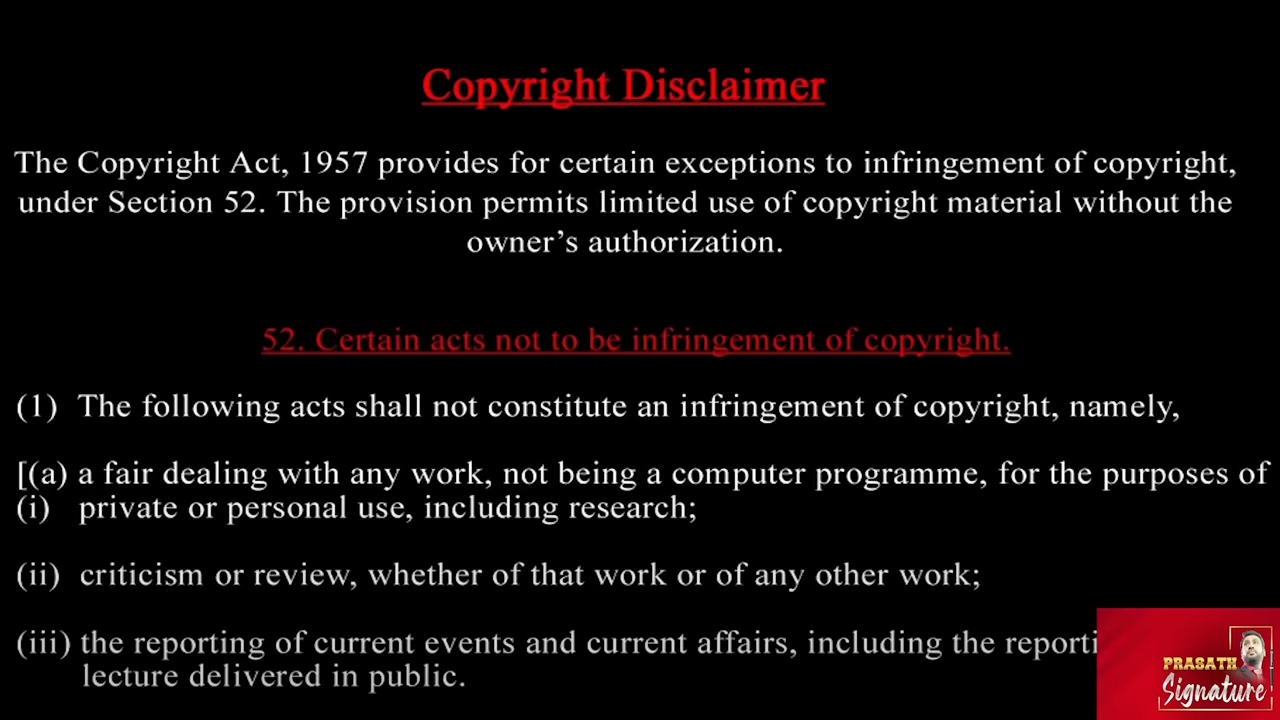 Copyright Disclaimer
The Copyright Act, 1957 provides for certain exceptions to infringement of copyright,
under Section 52. The provision permits limited use of copyright material without the
owner's authorization.
52. Certain acts not to be infringement of copyright.
(1) The following acts shall not constitute an infringement of copyright, namely,
[(a) a fair dealing with any work, not being a computer programme, for the purposes of
(i) private or personal use, including research;
(ii) criticism or review, whether of that work or of any other work;
(iii) the reporting of current events and current affairs, including the reporti
lecture delivered in public.
PRASATH
Signature